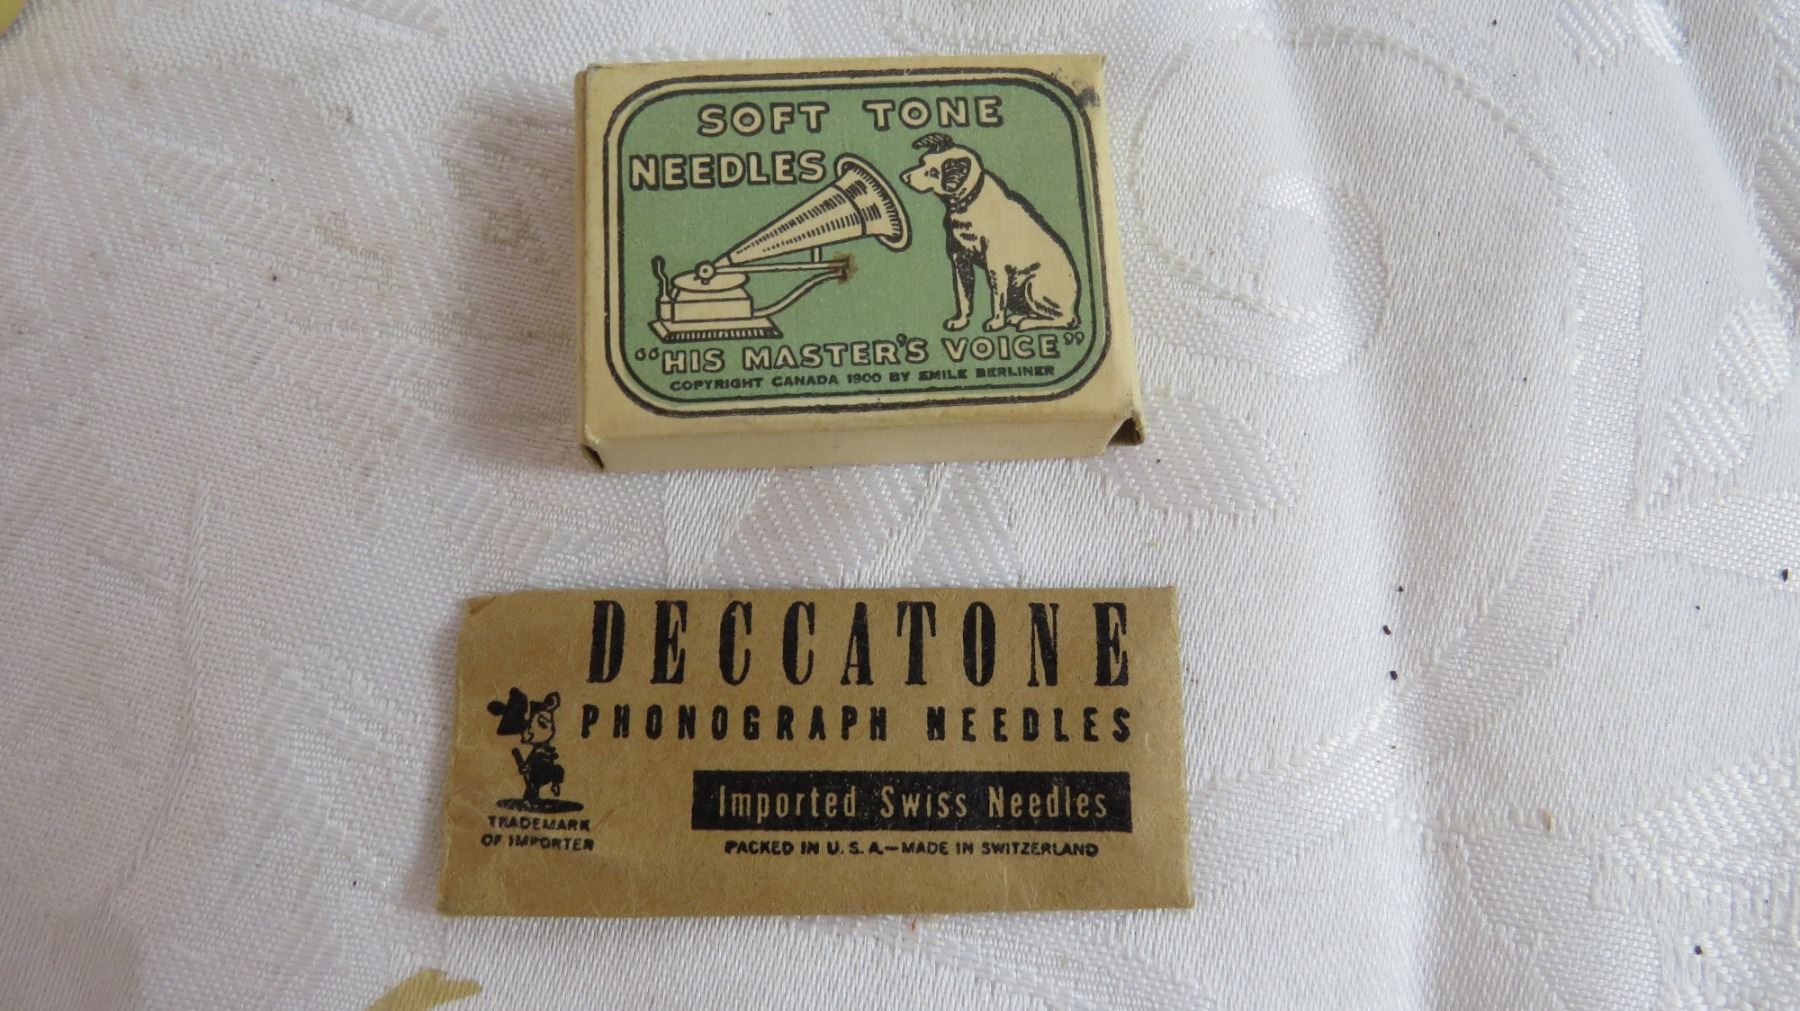 SOFT TONE
NEEDLES
“HIS MASTER'S VOICE”
COPYRIGHT CANADA 1900 BY EMILE BERLINER
DECCATONE
PHONOGRAPH NEEDLES
Imported Swiss Needles
TRADEMARK
OF IMPORTER
PACKED IN U.S.A.—MADE IN SWITZERLAND